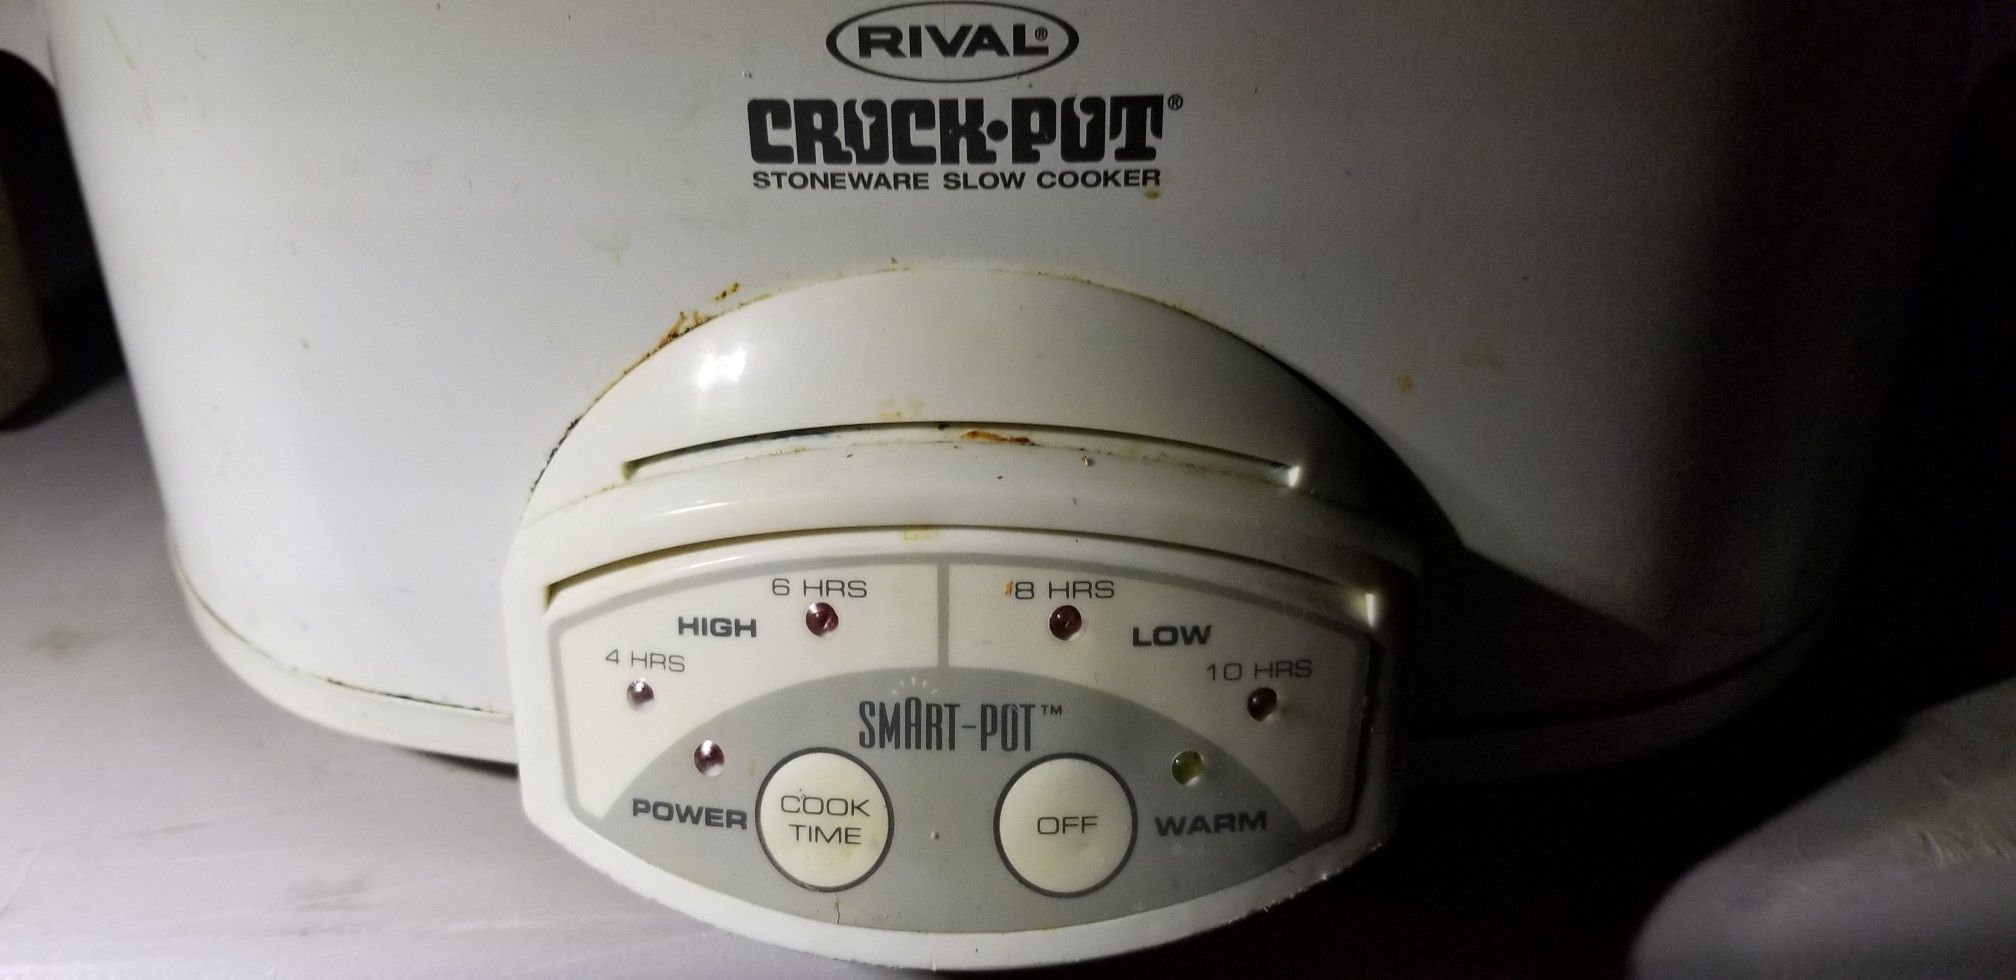 RIVAL®
CROCK•POT®
STONEWARE SLOW COOKER
6 HRS
8 HRS
HIGH
LOW
4 HRS
10 HRS
SMART-POT™
POWER
COOK
TIME
OFF
WARM